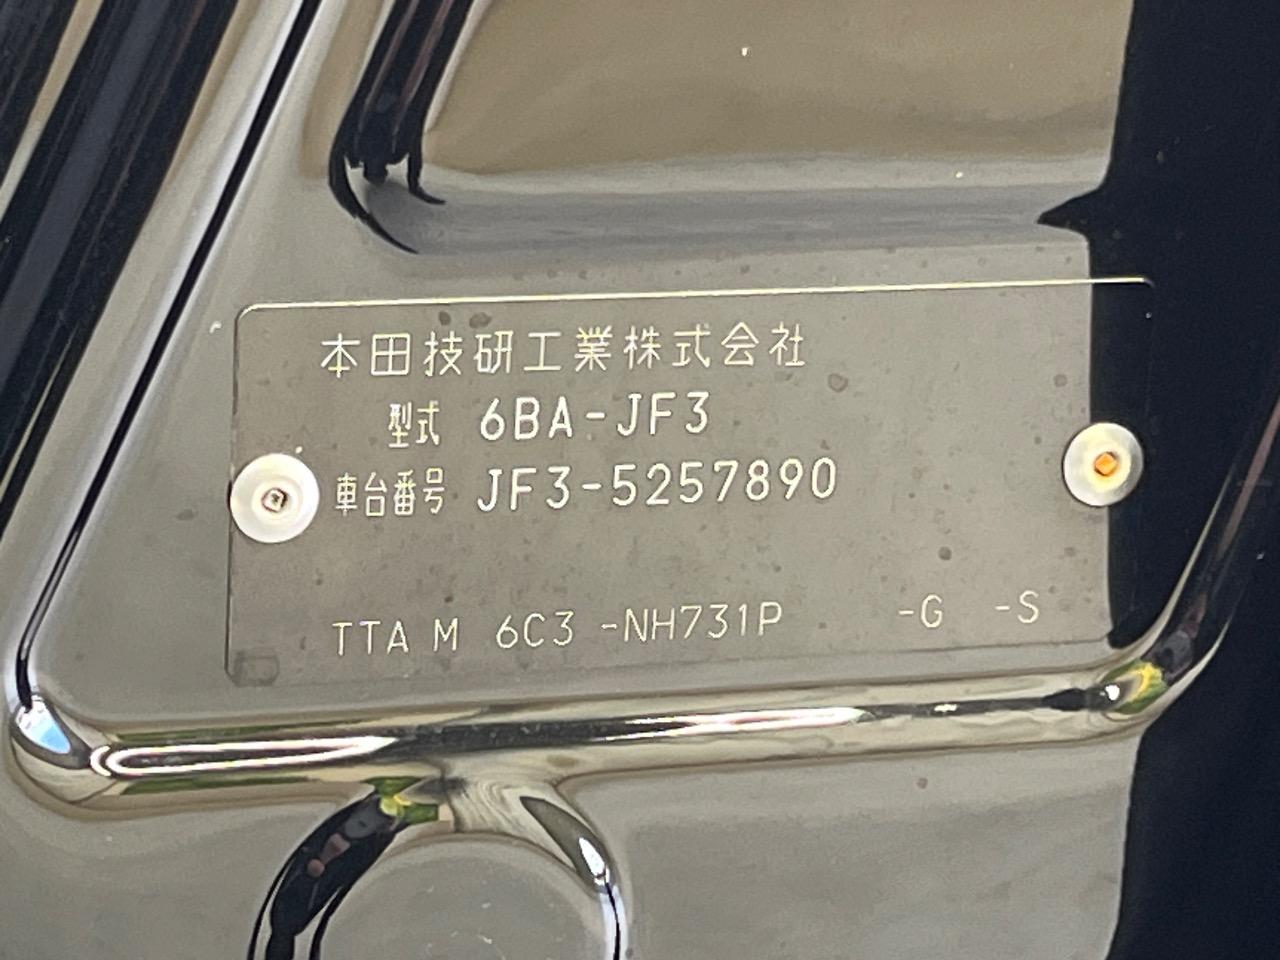 本田技研工業株式会社
型式 6BA-JF3
車台番号 JF3-5257890
TTA M 6C3 -NH731P -G -S